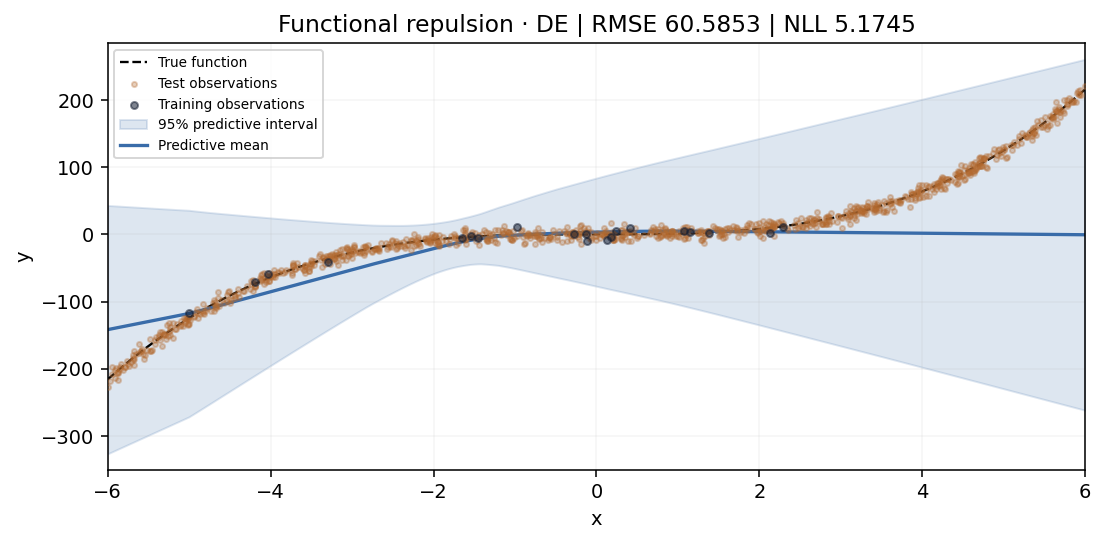 Functional repulsion · DE | RMSE 60.5853 | NLL 5.1745
True function
Test observations
Training observations
95% predictive interval
Predictive mean
y
200
100
0
−100
−200
−300
−6
−4
−2
0
2
4
6
x